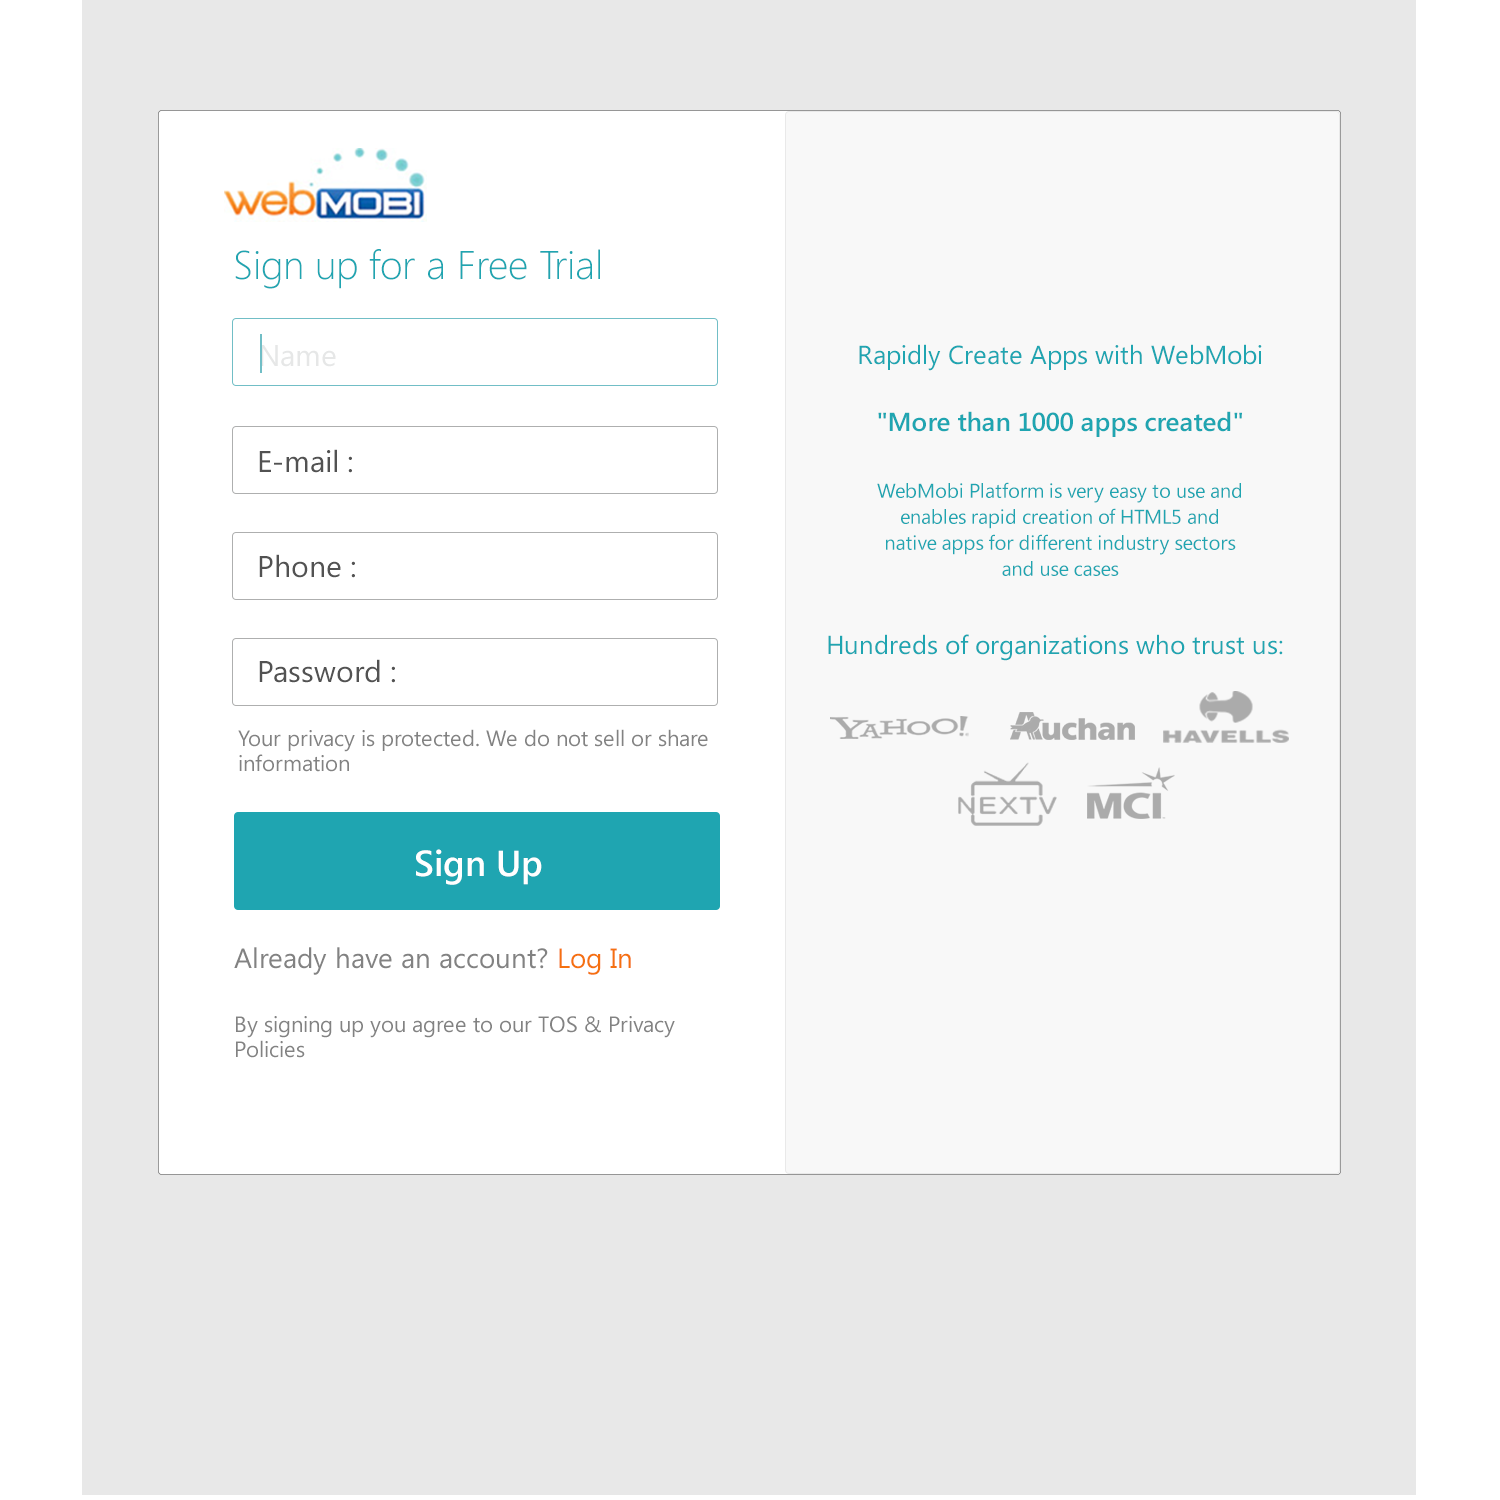 webMOBI
Sign up for a Free Trial
Name
E-mail :
Phone :
Password :
Your privacy is protected. We do not sell or share
information
Sign Up
Already have an account? Log In
By signing up you agree to our TOS & Privacy
Policies
Rapidly Create Apps with WebMobi
"More than 1000 apps created"
WebMobi Platform is very easy to use and
enables rapid creation of HTML5 and
native apps for different industry sectors
and use cases
Hundreds of organizations who trust us:
YAHOO! Auchan HAVELLS
NEXTV MCI